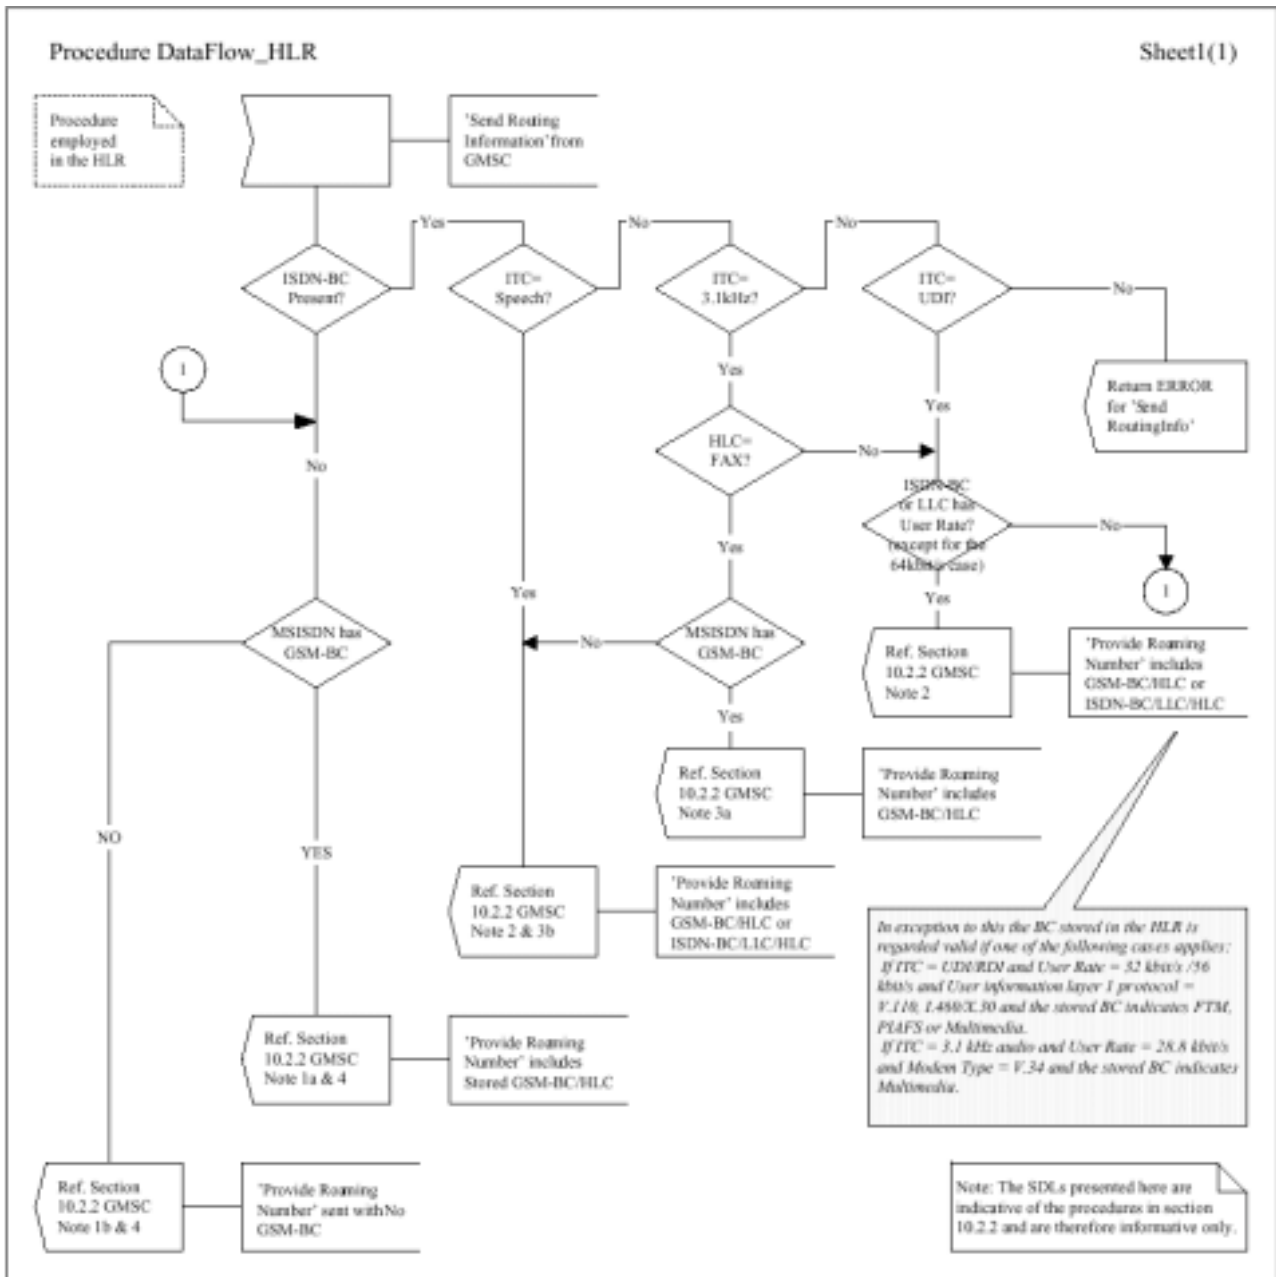 Procedure DataFlow_HLR
Sheet1(1)
Procedure
employed
in the HLR
'Send Routing
Information' from
GMSC
Yes
No
No
ISDN-BC
Present?
ITC=
Speech?
ITC=
3.1kHz?
ITC=
UDI?
No
1
Yes
Yes
Return ERROR
for 'Send
RoutingInfo'
No
HLC=
FAX?
No
ISDN-BC
or LLC has
User Rate?
(except for the
64kbit/s case)
No
Yes
Yes
Yes
1
MSISDN has
GSM-BC
No
MSISDN has
GSM-BC
Ref. Section
10.2.2 GMSC
Note 2
'Provide Roaming
Number' includes
GSM-BC/HLC or
ISDN-BC/LLC/HLC
Yes
Ref. Section
10.2.2 GMSC
Note 3a
'Provide Roaming
Number' includes
GSM-BC/HLC
NO
YES
Ref. Section
10.2.2 GMSC
Note 2 & 3b
'Provide Roaming
Number' includes
GSM-BC/HLC or
ISDN-BC/LLC/HLC
In exception to this the BC stored in the HLR is
regarded valid if one of the following cases applies:
If ITC = UDI/RDI and User Rate = 32 kbit/s /56
kbit/s and User information layer 1 protocol =
V.110, I.460/X.30 and the stored BC indicates FTM,
PIAFS or Multimedia.
If ITC = 3.1 kHz audio and User Rate = 28.8 kbit/s
and Modem Type = V.34 and the stored BC indicates
Multimedia.
Ref. Section
10.2.2 GMSC
Note 1a & 4
'Provide Roaming
Number' includes
Stored GSM-BC/HLC
Ref. Section
10.2.2 GMSC
Note 1b & 4
'Provide Roaming
Number' sent with No
GSM-BC
Note: The SDLs presented here are
indicative of the procedures in section
10.2.2 and are therefore informative only.